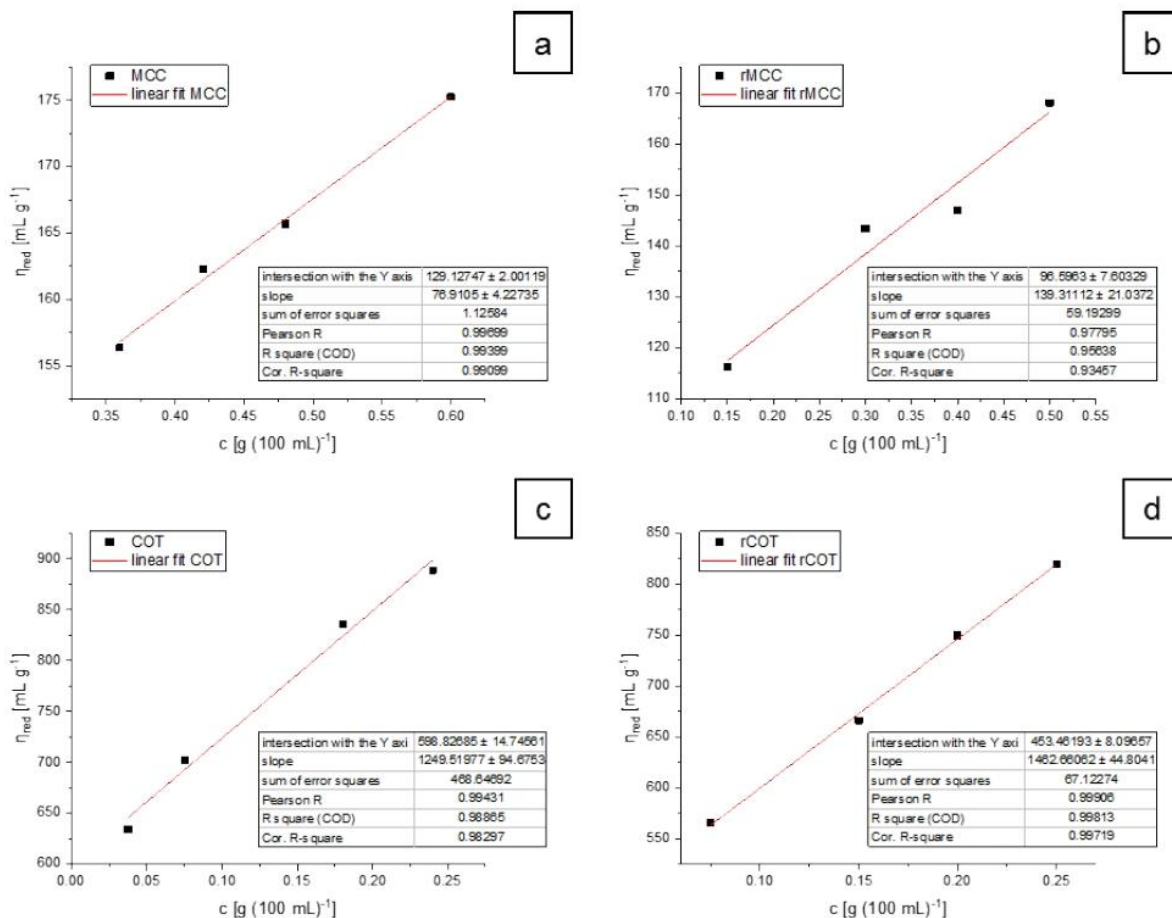 a
MCC
linear fit MCC
175
170
165
160
155
ηred [mL g-1]
intersection with the Y axis 129.12747 ± 2.00119
slope 76.9105 ± 4.22735
sum of error squares 1.12584
Pearson R 0.99699
R square (COD) 0.99399
Cor. R-square 0.99099
0.35 0.40 0.45 0.50 0.55 0.60
c [g (100 mL)-1]
b
rMCC
linear fit rMCC
170
160
150
140
130
120
110
ηred [mL g-1]
intersection with the Y axis 96.5963 ± 7.60329
slope 139.31112 ± 21.0372
sum of error squares 59.19299
Pearson R 0.97795
R square (COD) 0.95638
Cor. R-square 0.93457
0.10 0.15 0.20 0.25 0.30 0.35 0.40 0.45 0.50 0.55
c [g (100 mL)-1]
c
COT
linear fit COT
900
850
800
750
700
650
600
ηred [mL g-1]
intersection with the Y axi 598.82685 ± 14.74561
slope 1249.51977 ± 94.6753
sum of error squares 468.64692
Pearson R 0.99431
R square (COD) 0.98865
Cor. R-square 0.98297
0.00 0.05 0.10 0.15 0.20 0.25
c [g (100 mL)-1]
d
rCOT
linear fit rCOT
850
800
750
700
650
600
550
ηred [mL g-1]
intersection with the Y axi 453.46193 ± 8.09657
slope 1462.66062 ± 44.8041
sum of error squares 67.12274
Pearson R 0.99906
R square (COD) 0.99813
Cor. R-square 0.99719
0.10 0.15 0.20 0.25
c [g (100 mL)-1]